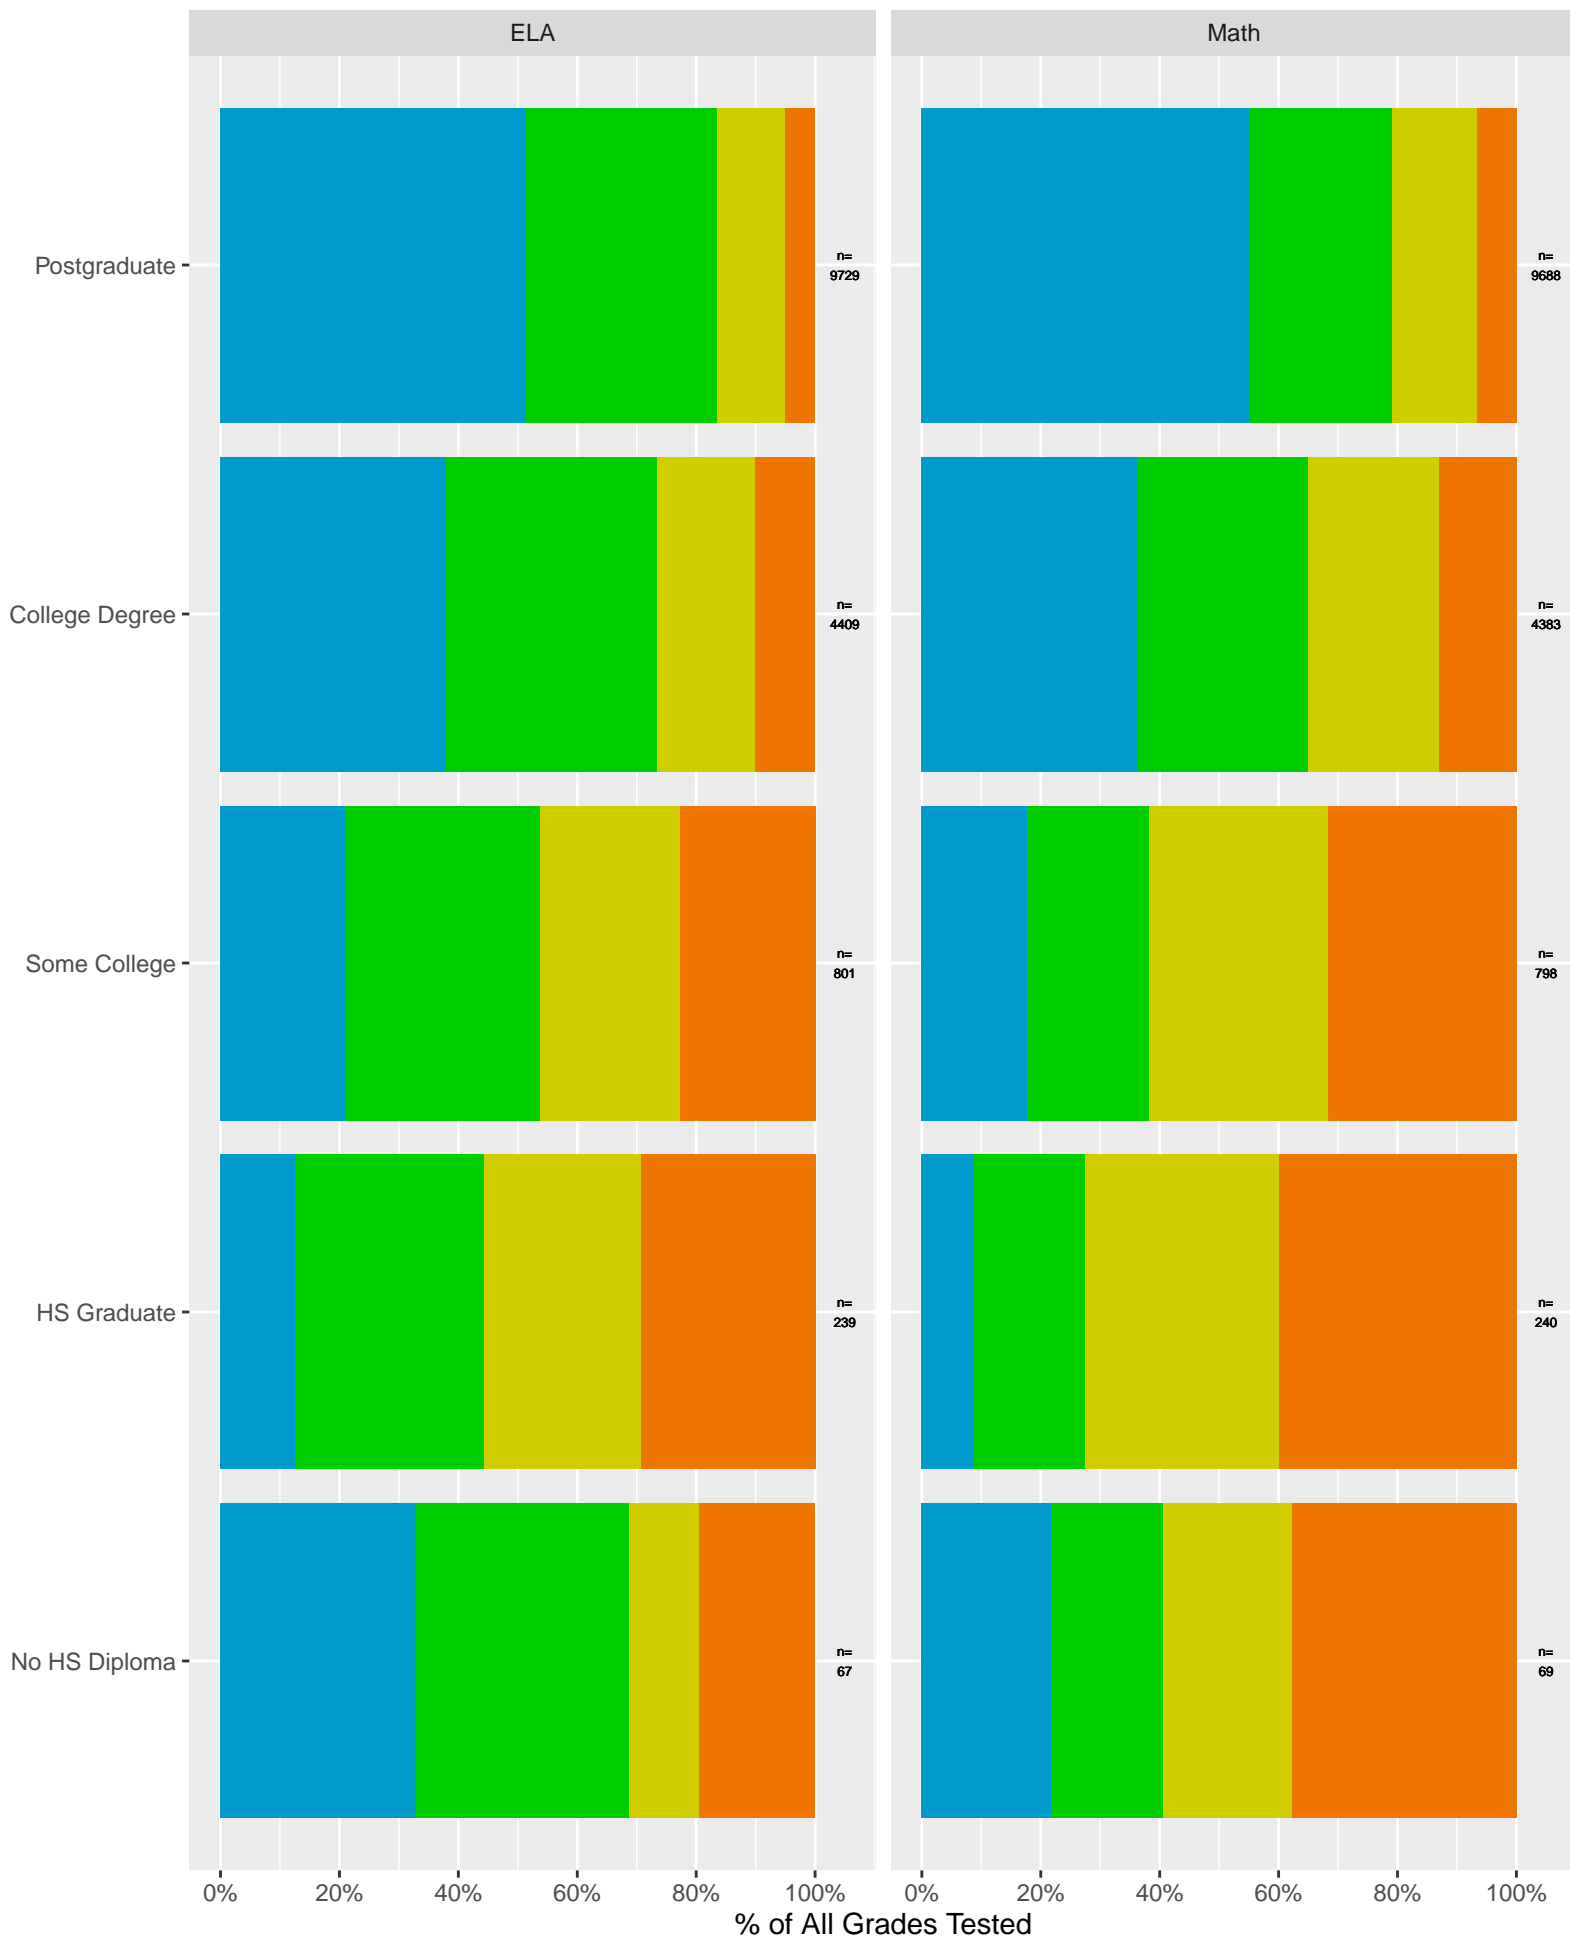 ELA
Math
Postgraduate
n=
9729
n=
9688
College Degree
n=
4409
n=
4383
Some College
n=
801
n=
798
HS Graduate
n=
239
n=
240
No HS Diploma
n=
67
n=
69
0% 20% 40% 60% 80% 100%
0% 20% 40% 60% 80% 100%
% of All Grades Tested